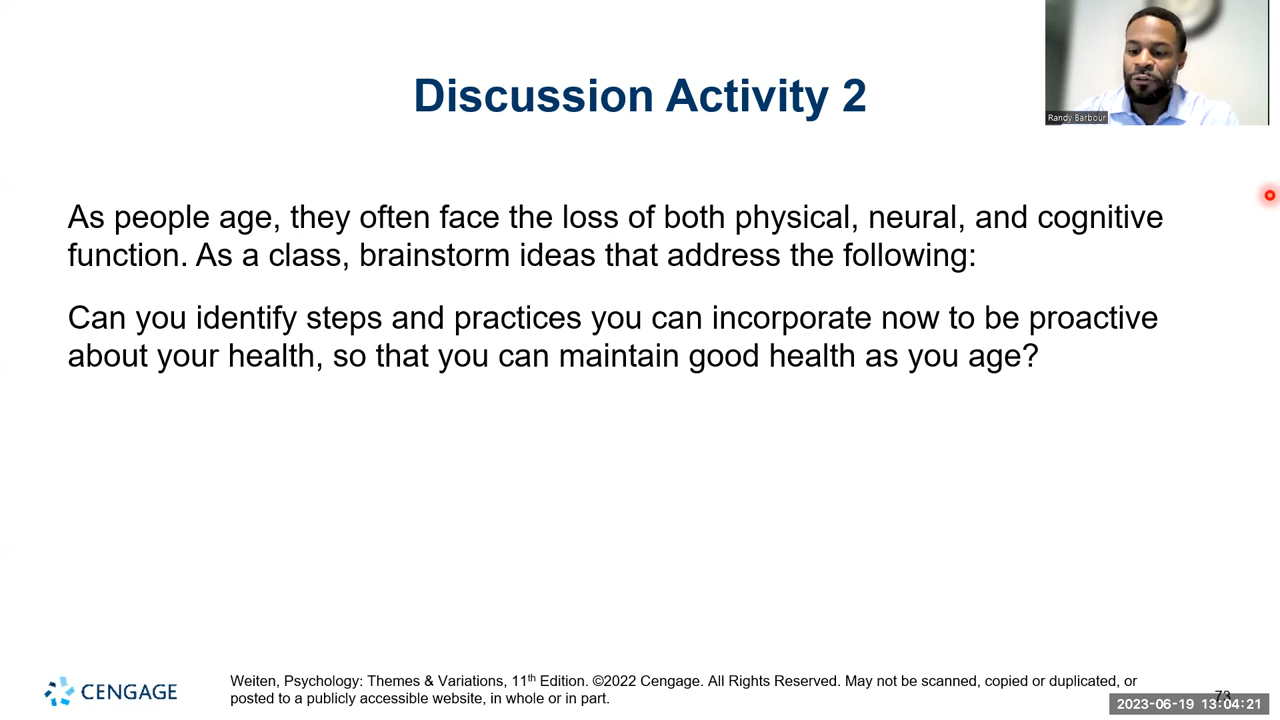 Discussion Activity 2
Randy Barbour
As people age, they often face the loss of both physical, neural, and cognitive
function. As a class, brainstorm ideas that address the following:
Can you identify steps and practices you can incorporate now to be proactive
about your health, so that you can maintain good health as you age?
CENGAGE
Weiten, Psychology: Themes & Variations, 11th Edition. ©2022 Cengage. All Rights Reserved. May not be scanned, copied or duplicated, or
posted to a publicly accessible website, in whole or in part.
73
2023-06-19 13:04:21